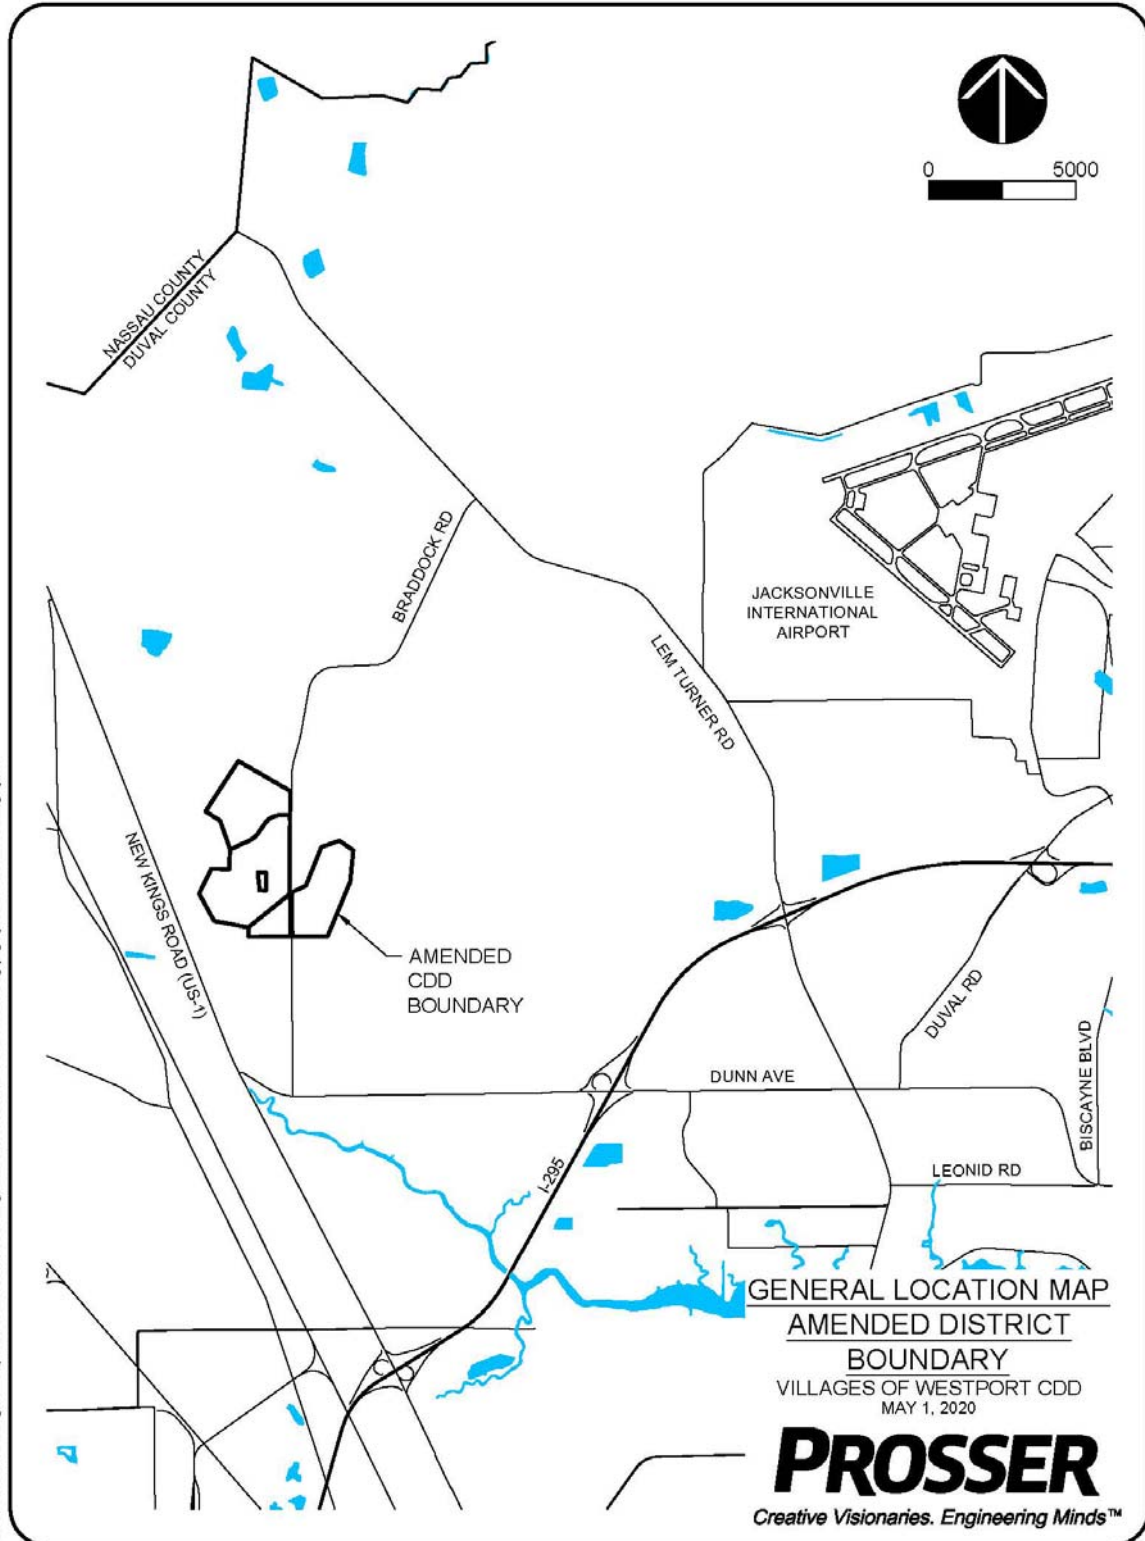 0 5000
NASSAU COUNTY
DUVAL COUNTY
BRADDOCK RD
JACKSONVILLE
INTERNATIONAL
AIRPORT
LEM TURNER RD
NEW KINGS ROAD (US-1)
AMENDED
CDD
BOUNDARY
DUVAL RD
BISCAYNE BLVD
DUNN AVE
LEONID RD
I-295
GENERAL LOCATION MAP
AMENDED DISTRICT
BOUNDARY
VILLAGES OF WESTPORT CDD
MAY 1, 2020
PROSSER
Creative Visionaries. Engineering Minds™